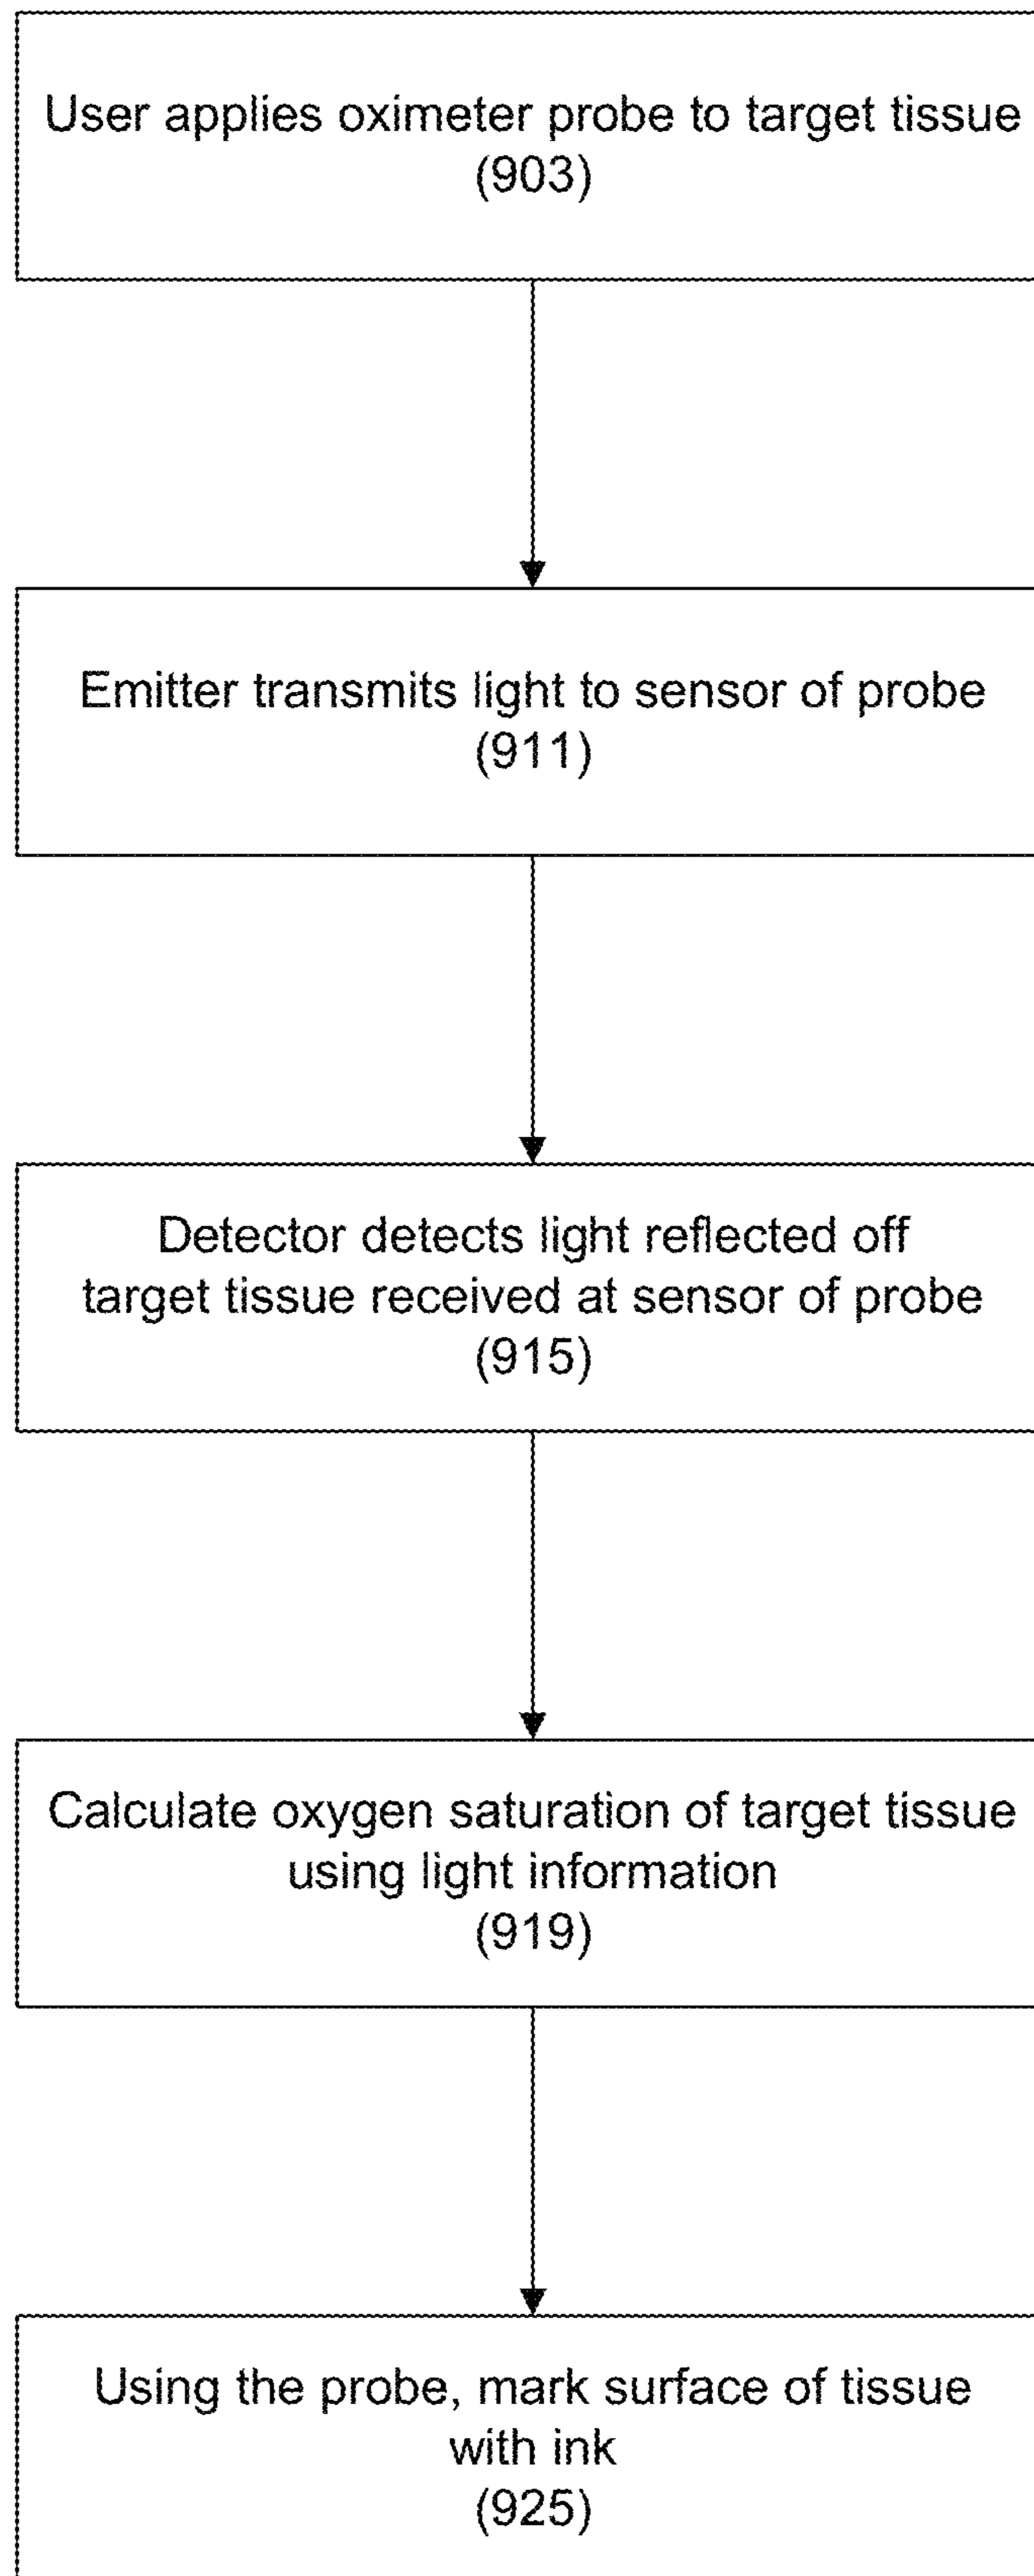 User applies oximeter probe to target tissue
(903)
Emitter transmits light to sensor of probe
(911)
Detector detects light reflected off
target tissue received at sensor of probe
(915)
Calculate oxygen saturation of target tissue
using light information
(919)
Using the probe, mark surface of tissue
with ink
(925)